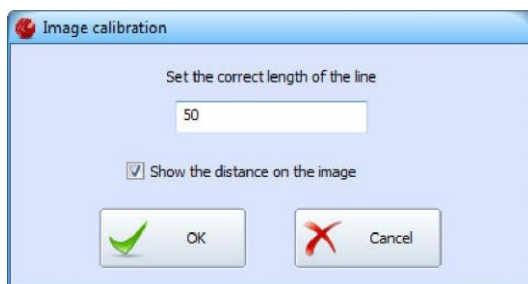 Image calibration
Set the correct length of the line
50
Show the distance on the image
OK
Cancel